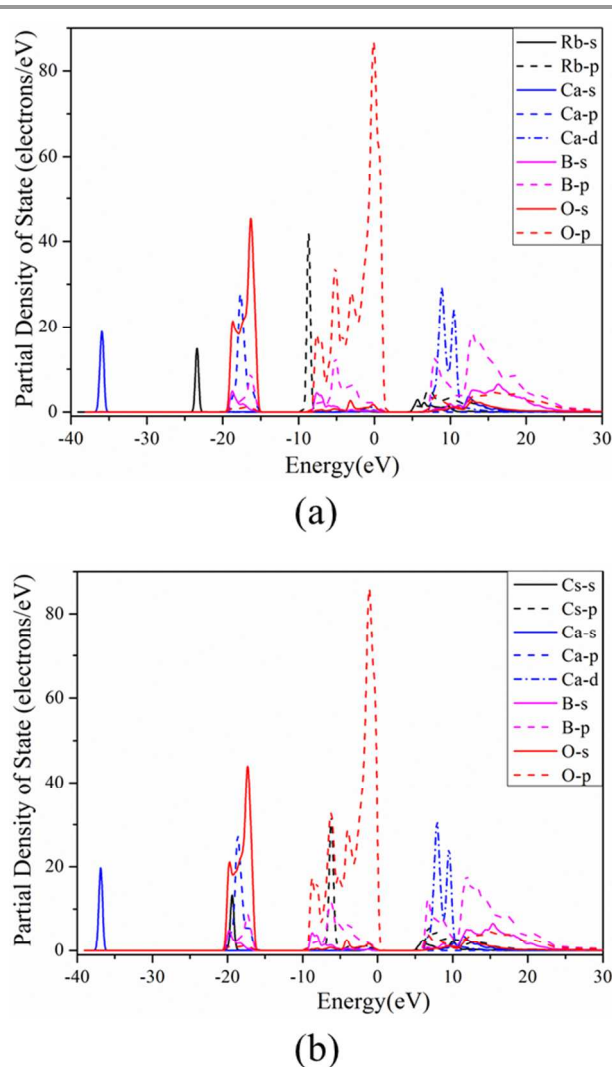 Partial Density of State (electrons/eV)
80
60
40
20
0
-40
-30
-20
-10
0
10
20
30
Energy(eV)
Rb-s
Rb-p
Ca-s
Ca-p
Ca-d
B-s
B-p
O-s
O-p
(a)
Partial Density of State (electrons/eV)
80
60
40
20
0
-40
-30
-20
-10
0
10
20
30
Energy(eV)
Cs-s
Cs-p
Ca-s
Ca-p
Ca-d
B-s
B-p
O-s
O-p
(b)